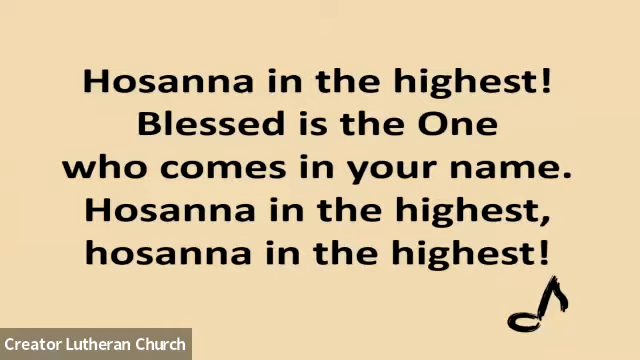 Hosanna in the highest!
Blessed is the One
who comes in your name.
Hosanna in the highest,
hosanna in the highest!
Creator Lutheran Church